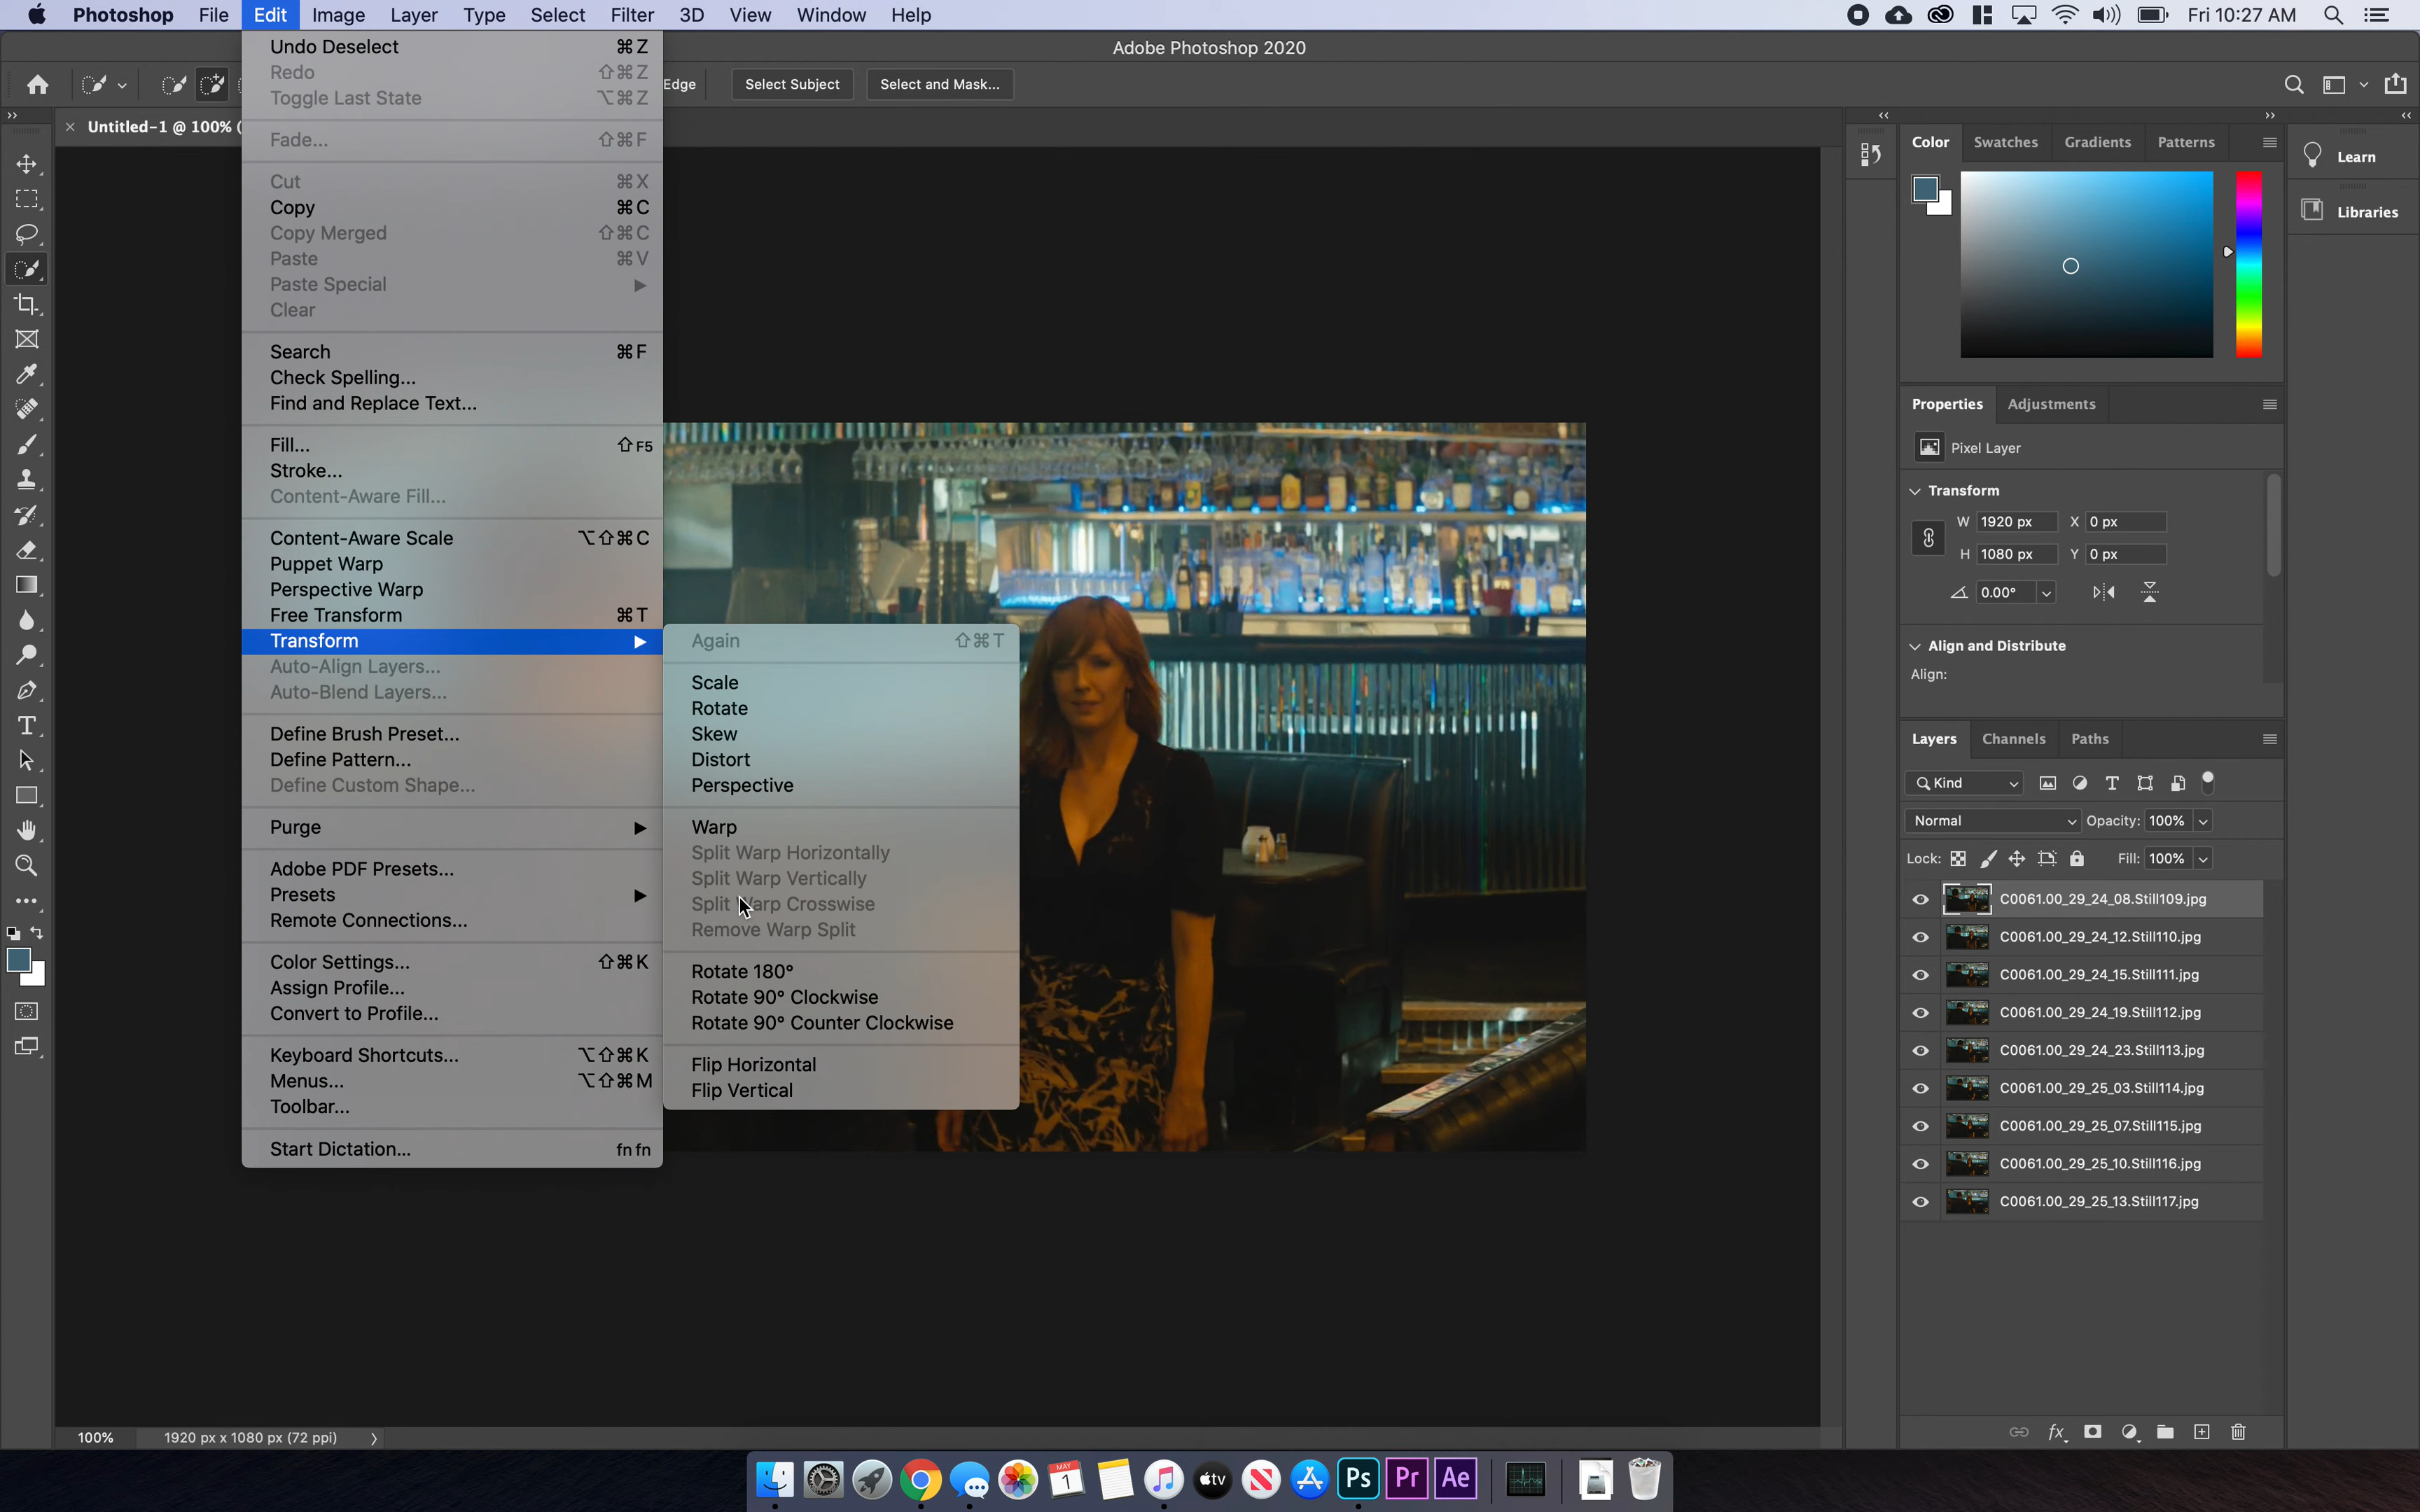 Photoshop File Edit Image Layer Type Select Filter 3D View Window Help Fri 10:27 AM
Adobe Photoshop 2020
Edge Select Subject Select and Mask...
Untitled-1 @ 100% (
Undo Deselect ⌘Z
Redo ⇧⌘Z
Toggle Last State ⌥⌘Z
Fade... ⇧⌘F
Cut ⌘X
Copy ⌘C
Copy Merged ⇧⌘C
Paste ⌘V
Paste Special
Clear
Search ⌘F
Check Spelling...
Find and Replace Text...
Fill... ⇧F5
Stroke...
Content-Aware Fill...
Content-Aware Scale ⌥⇧⌘C
Puppet Warp
Perspective Warp
Free Transform ⌘T
Transform
Auto-Align Layers...
Auto-Blend Layers...
Define Brush Preset...
Define Pattern...
Define Custom Shape...
Purge
Adobe PDF Presets...
Presets
Remote Connections...
Color Settings... ⇧⌘K
Assign Profile...
Convert to Profile...
Keyboard Shortcuts... ⌥⇧⌘K
Menus... ⌥⇧⌘M
Toolbar...
Start Dictation... fn fn
Again ⇧⌘T
Scale
Rotate
Skew
Distort
Perspective
Warp
Split Warp Horizontally
Split Warp Vertically
Split Warp Crosswise
Remove Warp Split
Rotate 180°
Rotate 90° Clockwise
Rotate 90° Counter Clockwise
Flip Horizontal
Flip Vertical
Color Swatches Gradients Patterns
Learn
Libraries
Properties Adjustments
Pixel Layer
Transform
W 1920 px X 0 px
H 1080 px Y 0 px
0.00°
Align and Distribute
Align:
Layers Channels Paths
Kind
Normal Opacity: 100%
Lock: Fill: 100%
C0061.00_29_24_08.Still109.jpg
C0061.00_29_24_12.Still110.jpg
C0061.00_29_24_15.Still111.jpg
C0061.00_29_24_19.Still112.jpg
C0061.00_29_24_23.Still113.jpg
C0061.00_29_25_03.Still114.jpg
C0061.00_29_25_07.Still115.jpg
C0061.00_29_25_10.Still116.jpg
C0061.00_29_25_13.Still117.jpg
fx
100% 1920 px x 1080 px (72 ppi)
MAY
1
tv
Ps Pr Ae